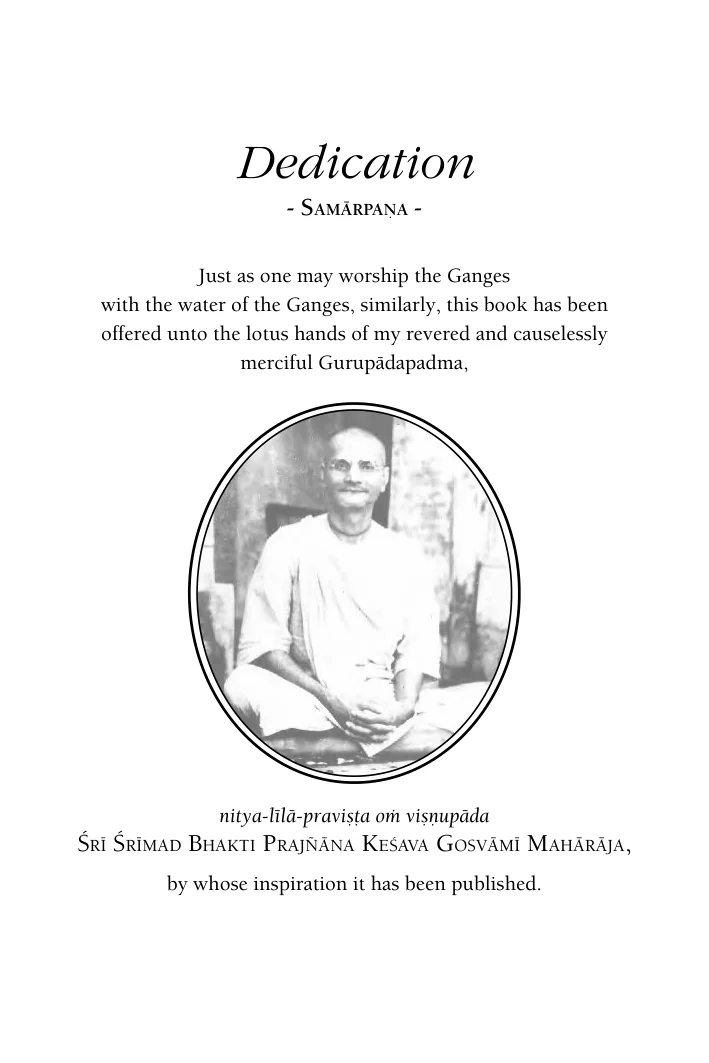 Dedication
- Samārpaṇa -
Just as one may worship the Ganges
with the water of the Ganges, similarly, this book has been
offered unto the lotus hands of my revered and causelessly
merciful Gurupādapadma,
nitya-līlā-praviṣṭa oṁ viṣṇupāda
Śrī Śrīmad Bhakti Prajñāna Keśava Gosvāmī Mahārāja,
by whose inspiration it has been published.